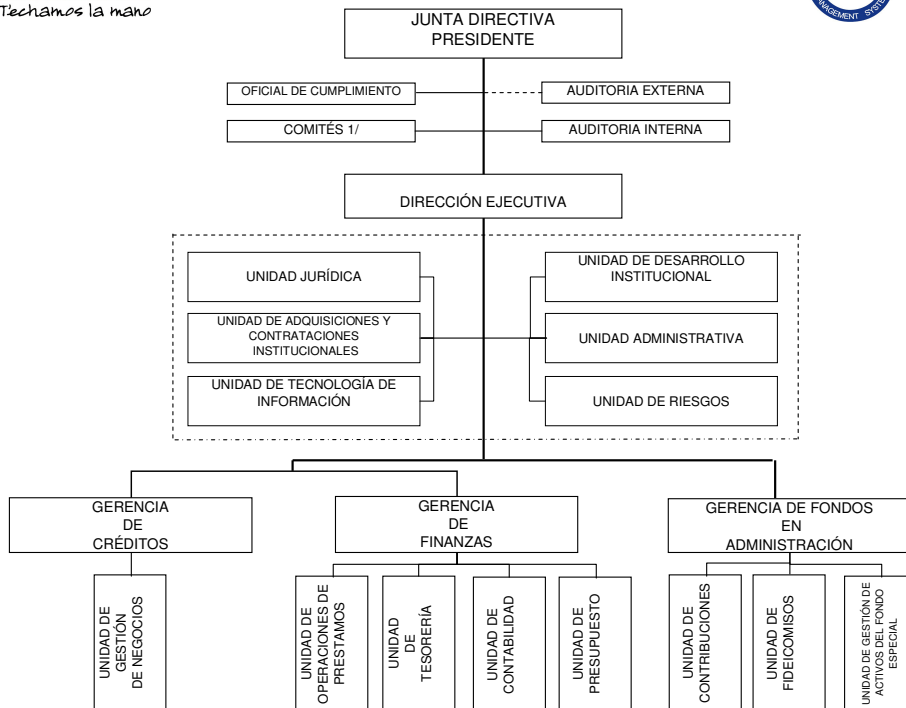 T'echamos la mano
MANAGEMENT SYSTEM
JUNTA DIRECTIVA
PRESIDENTE
OFICIAL DE CUMPLIMIENTO
AUDITORIA EXTERNA
COMITÉS 1/
AUDITORIA INTERNA
DIRECCIÓN EJECUTIVA
UNIDAD JURÍDICA
UNIDAD DE DESARROLLO
INSTITUCIONAL
UNIDAD DE ADQUISICIONES Y
CONTRATACIONES
INSTITUCIONALES
UNIDAD ADMINISTRATIVA
UNIDAD DE TECNOLOGÍA DE
INFORMACIÓN
UNIDAD DE RIESGOS
GERENCIA
DE
CRÉDITOS
GERENCIA
DE
FINANZAS
GERENCIA DE FONDOS
EN
ADMINISTRACIÓN
UNIDAD DE
GESTIÓN
DE NEGOCIOS
UNIDAD DE
OPERACIONES DE
PRESTAMOS
UNIDAD
DE
TESORERÍA
UNIDAD DE
CONTABILIDAD
UNIDAD DE
PRESUPUESTO
UNIDAD DE
CONTRIBUCIONES
UNIDAD DE
FIDEICOMISOS
UNIDAD DE GESTIÓN DE
ACTIVOS DEL FONDO
ESPECIAL